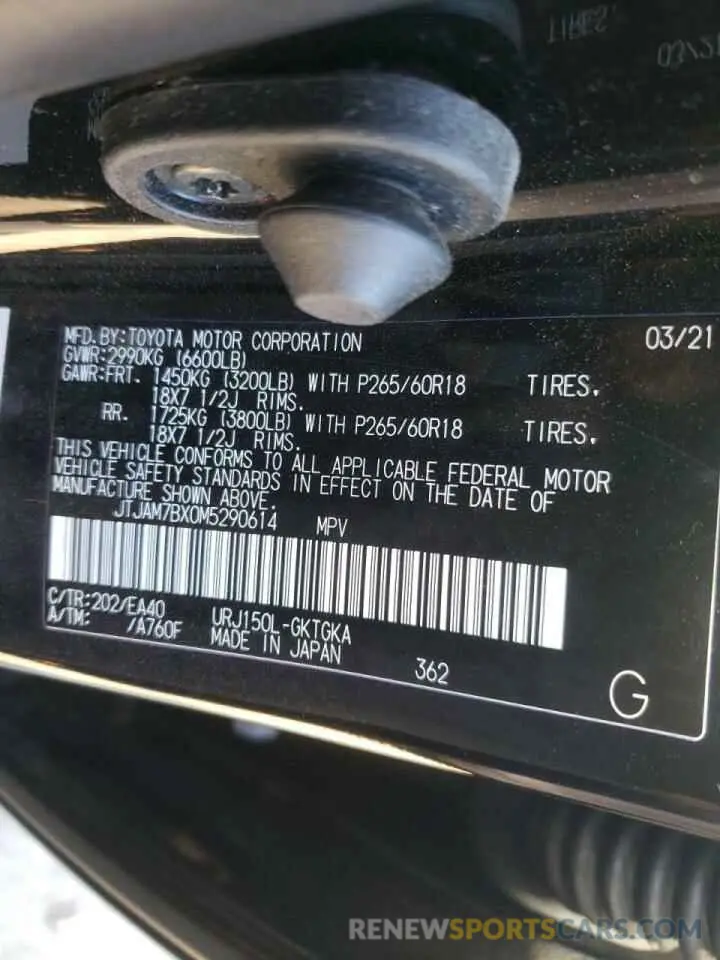 MFD.BY:TOYOTA MOTOR CORPORATION 03/21
GVWR:2990KG (6600LB)
GAWR:FRT. 1450KG (3200LB) WITH P265/60R18 TIRES.
18X7 1/2J RIMS.
RR. 1725KG (3800LB) WITH P265/60R18 TIRES.
18X7 1/2J RIMS.
THIS VEHICLE CONFORMS TO ALL APPLICABLE FEDERAL MOTOR
VEHICLE SAFETY STANDARDS IN EFFECT ON THE DATE OF
MANUFACTURE SHOWN ABOVE.
JTJAM7BX0M5290614 MPV
C/TR:202/EA40 URJ150L-GKTGKA
A/TM: /A760F MADE IN JAPAN
362
G
RENEWSPORTSCARS.COM